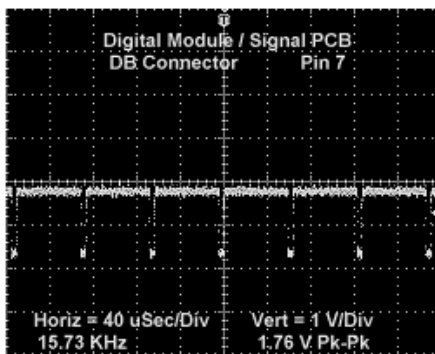 T
Digital Module / Signal PCB
DB Connector Pin 7
Horiz = 40 uSec/Div Vert = 1 V/Div
15.73 KHz 1.76 V Pk-Pk